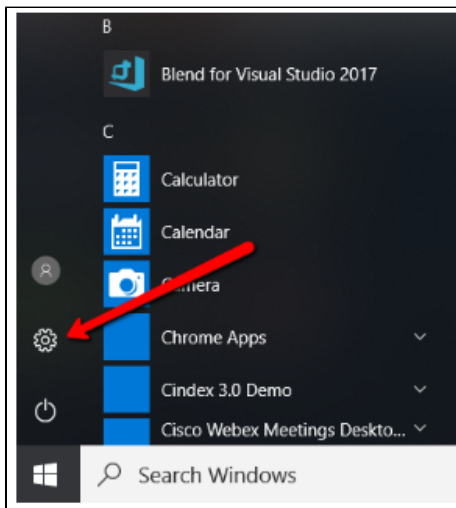 B
Blend for Visual Studio 2017
C
Calculator
Calendar
Camera
Chrome Apps
Cindex 3.0 Demo
Cisco Webex Meetings Deskto...
Search Windows